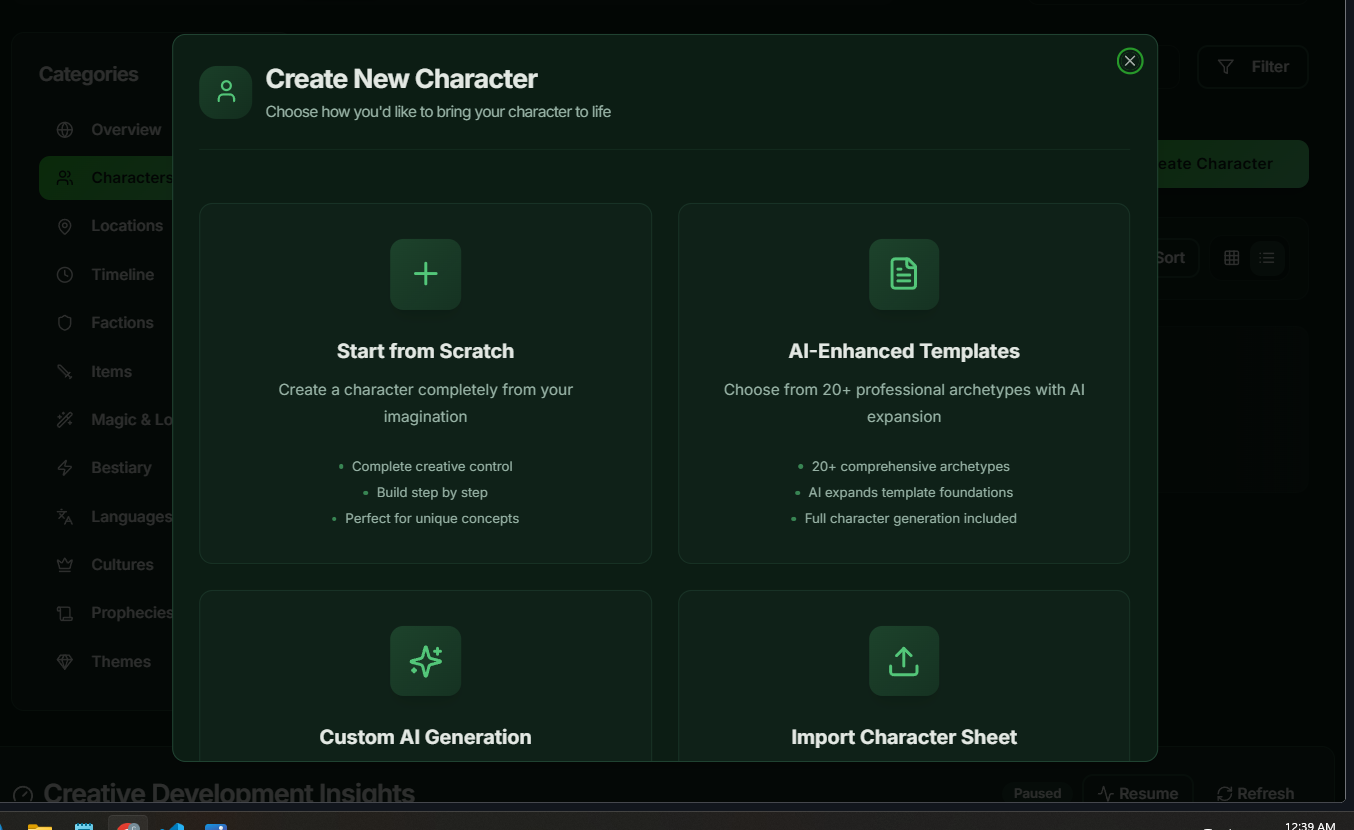 Create New Character
Choose how you'd like to bring your character to life
Categories
Filter
Overview
Characters
eate Character
Locations
Timeline
Sort
Factions
Items
Magic & Lo
Bestiary
Languages
Cultures
Prophecies
Themes
Start from Scratch
Create a character completely from your
imagination
• Complete creative control
• Build step by step
• Perfect for unique concepts
AI-Enhanced Templates
Choose from 20+ professional archetypes with AI
expansion
• 20+ comprehensive archetypes
• AI expands template foundations
• Full character generation included
Custom AI Generation
Import Character Sheet
Creative Development Insights
Paused
Resume
Refresh
12:39 AM